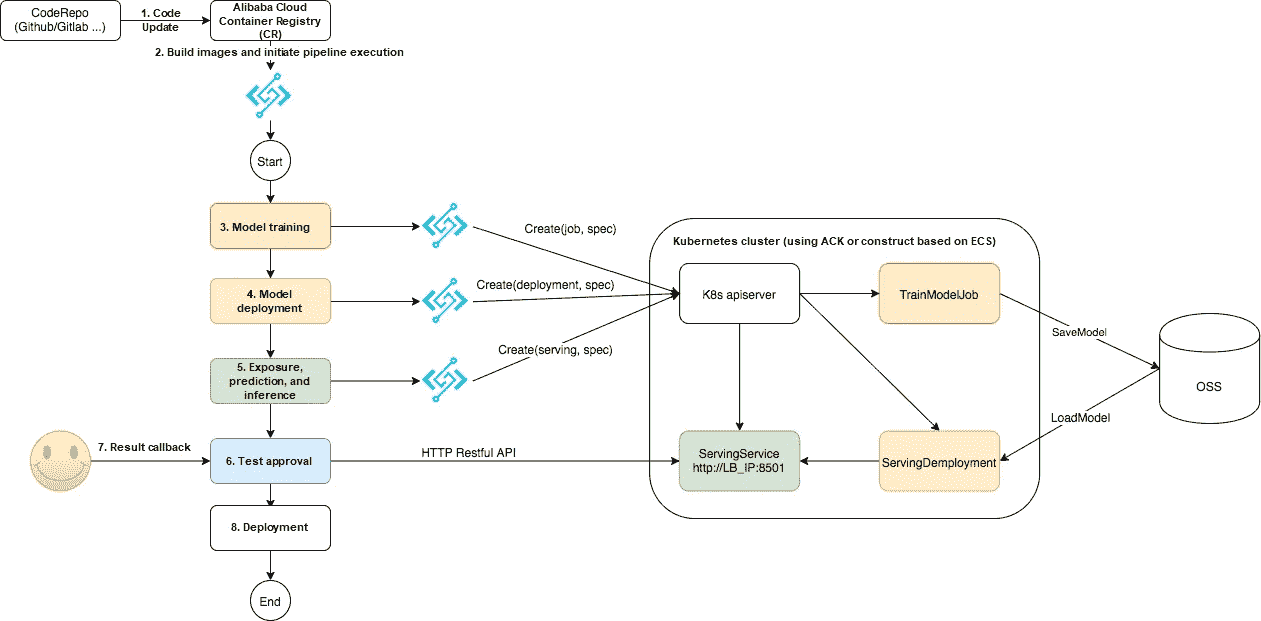 CodeRepo
(Github/Gitlab ...)
1. Code
Update
Alibaba Cloud
Container Registry
(CR)
2. Build images and initiate pipeline execution
Start
3. Model training
Create(job, spec)
4. Model
deployment
Create(deployment, spec)
5. Exposure,
prediction, and
inference
Create(serving, spec)
Kubernetes cluster (using ACK or construct based on ECS)
K8s apiserver
TrainModelJob
SaveModel
OSS
LoadModel
7. Result callback
6. Test approval
HTTP Restful API
ServingService
http://LB_IP:8501
ServingDemployment
8. Deployment
End